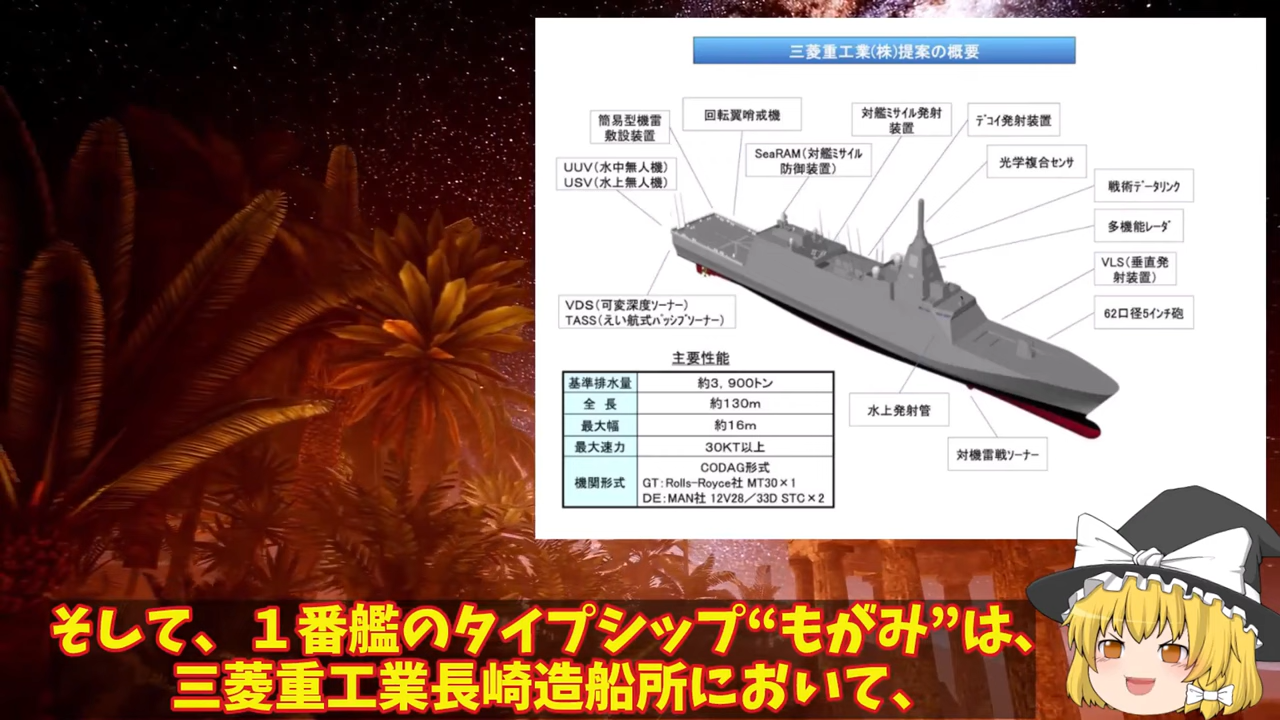 三菱重工業(株)提案の概要
簡易型機雷
敷設装置
回転翼哨戒機
対艦ミサイル発射
装置
デコイ発射装置
UUV(水中無人機)
USV(水上無人機)
SeaRAM(対艦ミサイル
防御装置)
光学複合センサ
戦術データリンク
多機能レーダ
VLS(垂直発
射装置)
62口径5インチ砲
VDS(可変深度ソーナー)
TASS(えい航式パッシブソーナー)
水上発射管
対機雷戦ソーナー
主要性能
基準排水量 約3,900トン
全 長 約130m
最大幅 約16m
最大速力 30KT以上
機関形式 CODAG形式
GT:Rolls-Royce社 MT30×1
DE:MAN社 12V28/33D STC×2
そして、1番艦のタイプシップ“もがみ”は、
三菱重工業長崎造船所において、